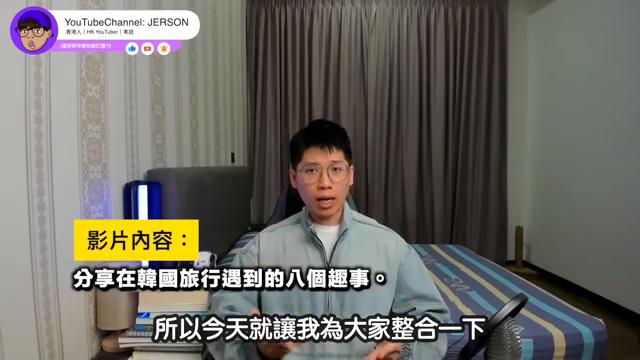 YouTubeChannel: JERSON
香港人｜HK YouTuber｜粵語
影片內容：
分享在韓國旅行遇到的八個趣事。
所以今天就讓我為大家整合一下